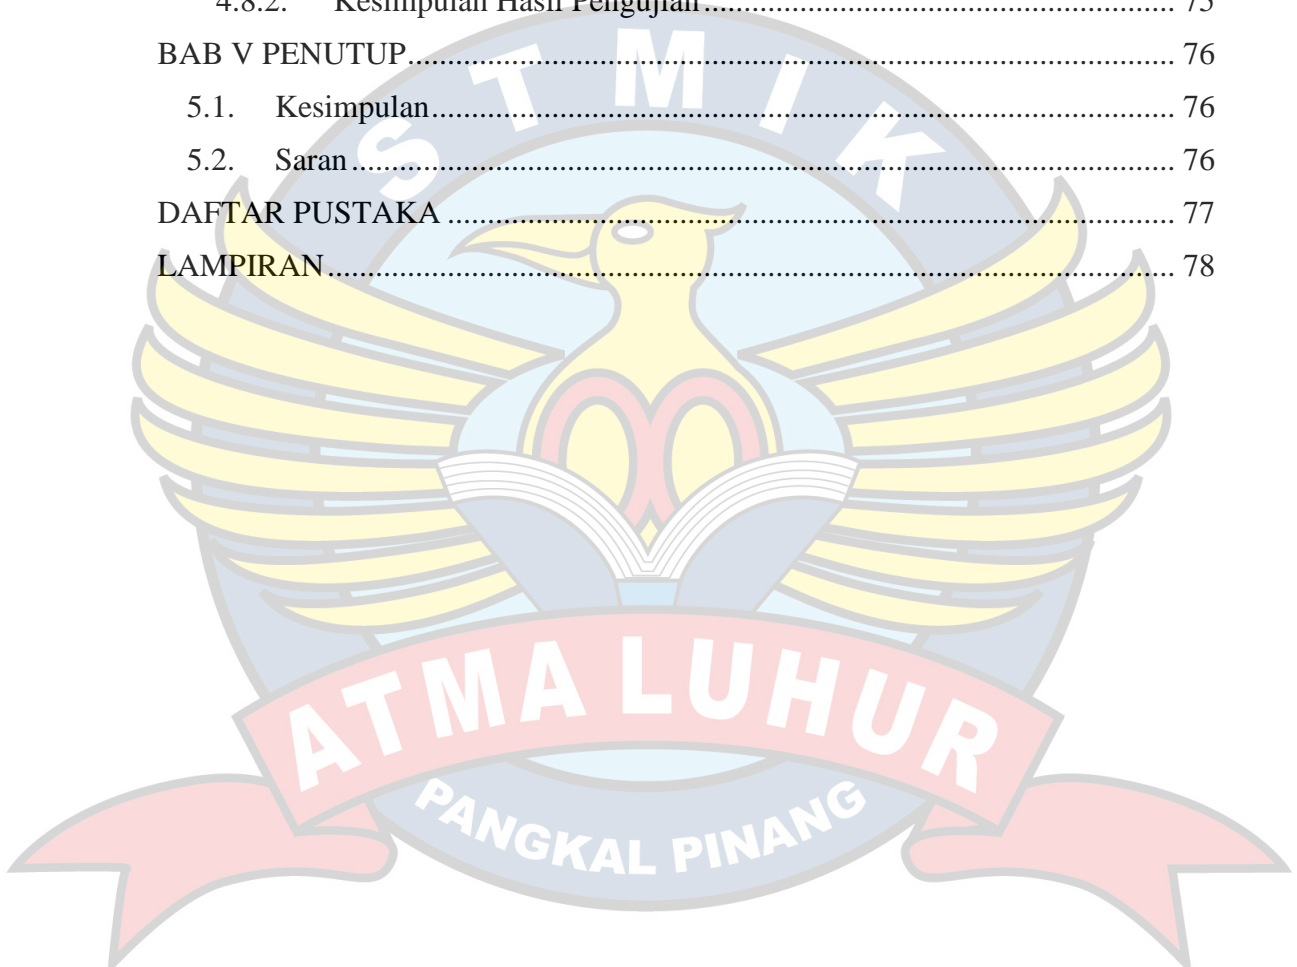 4.8.2. Kesimpulan Hasil Pengujian........ 75
BAB V PENUTUP........ 76
5.1. Kesimpulan........ 76
5.2. Saran........ 76
DAFTAR PUSTAKA........ 77
LAMPIRAN........ 78
STMIK
ATMA LUHUR
PANGKAL PINANG